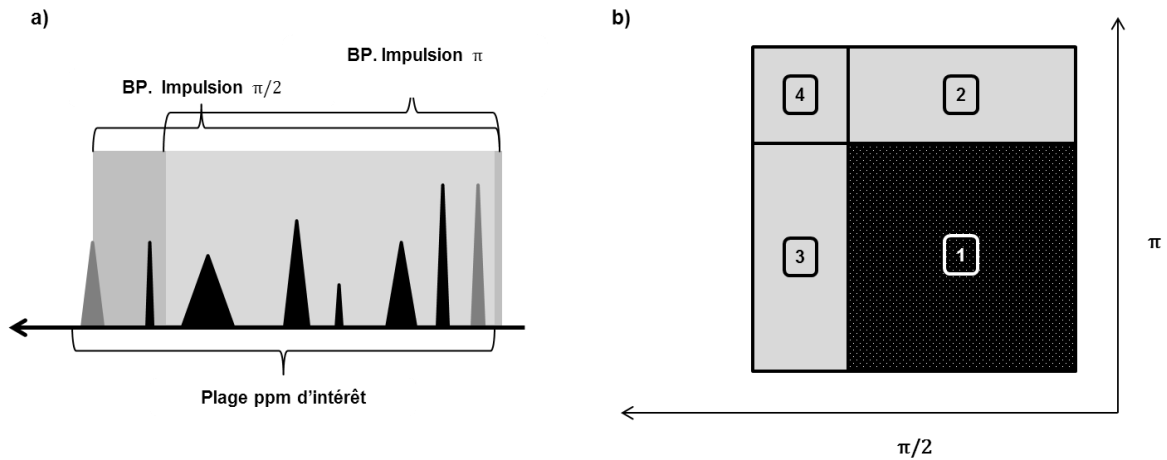 a)
BP. Impulsion π
BP. Impulsion π/2
Plage ppm d'intérêt
b)
4
2
3
1
π
π/2